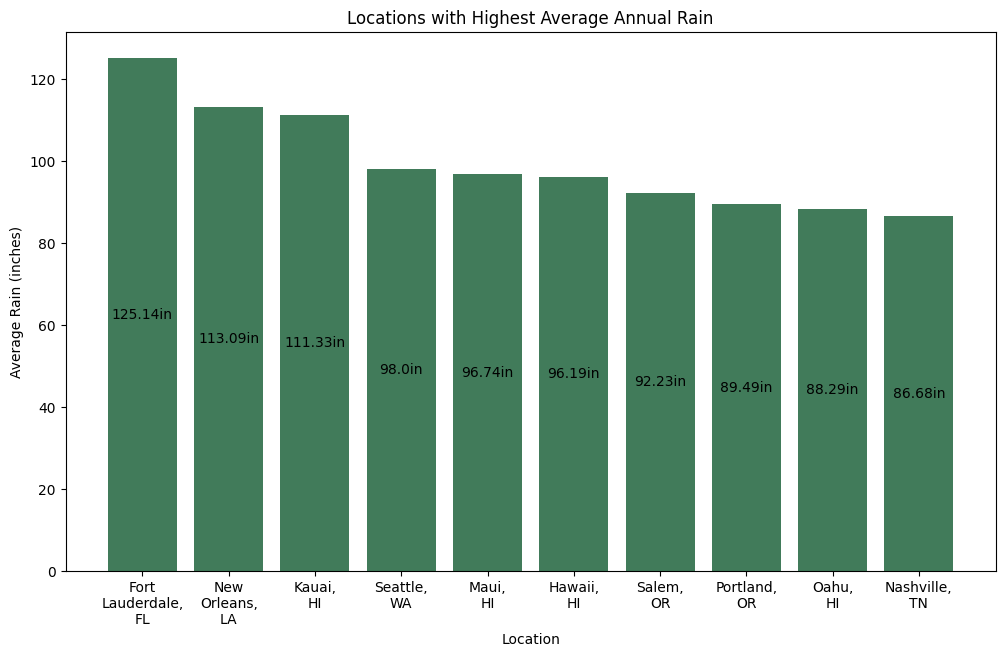 Locations with Highest Average Annual Rain
Average Rain (inches)
120
100
80
60
40
20
0
125.14in
113.09in
111.33in
98.0in
96.74in
96.19in
92.23in
89.49in
88.29in
86.68in
Fort
Lauderdale,
FL
New
Orleans,
LA
Kauai,
HI
Seattle,
WA
Maui,
HI
Hawaii,
HI
Salem,
OR
Portland,
OR
Oahu,
HI
Nashville,
TN
Location